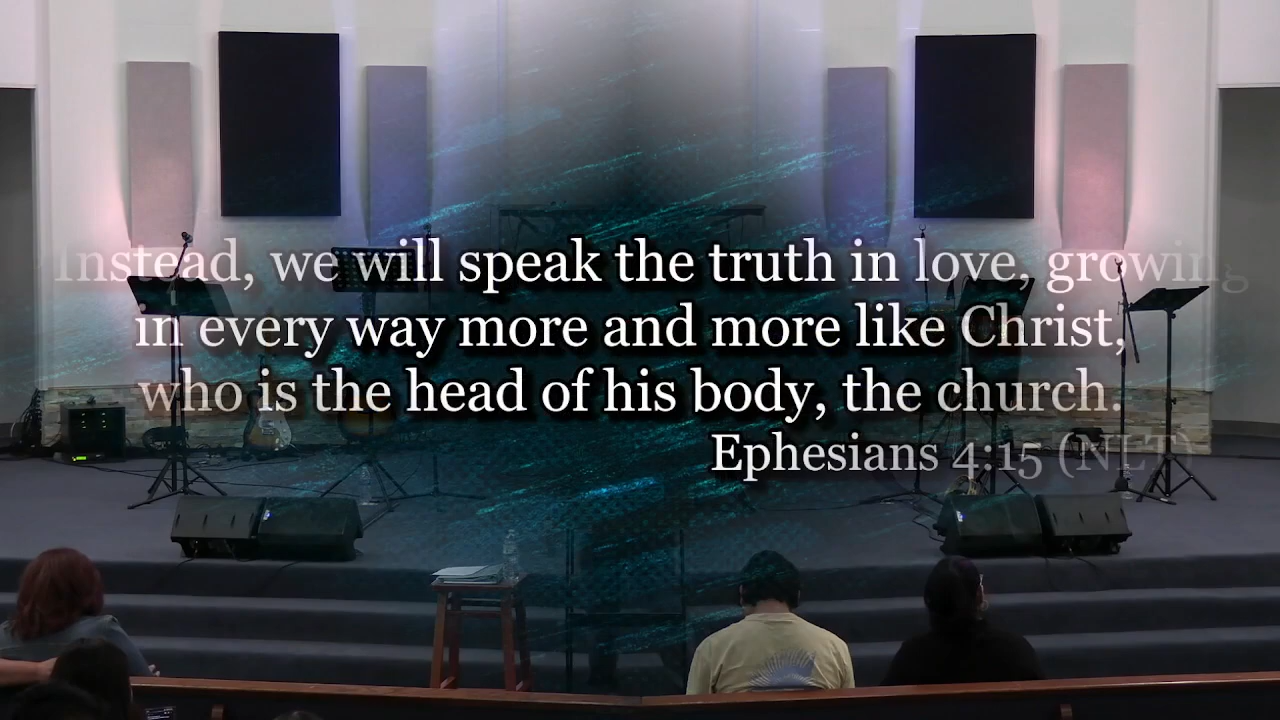 Instead, we will speak the truth in love, growing
in every way more and more like Christ,
who is the head of his body, the church.
Ephesians 4:15 (NLT)